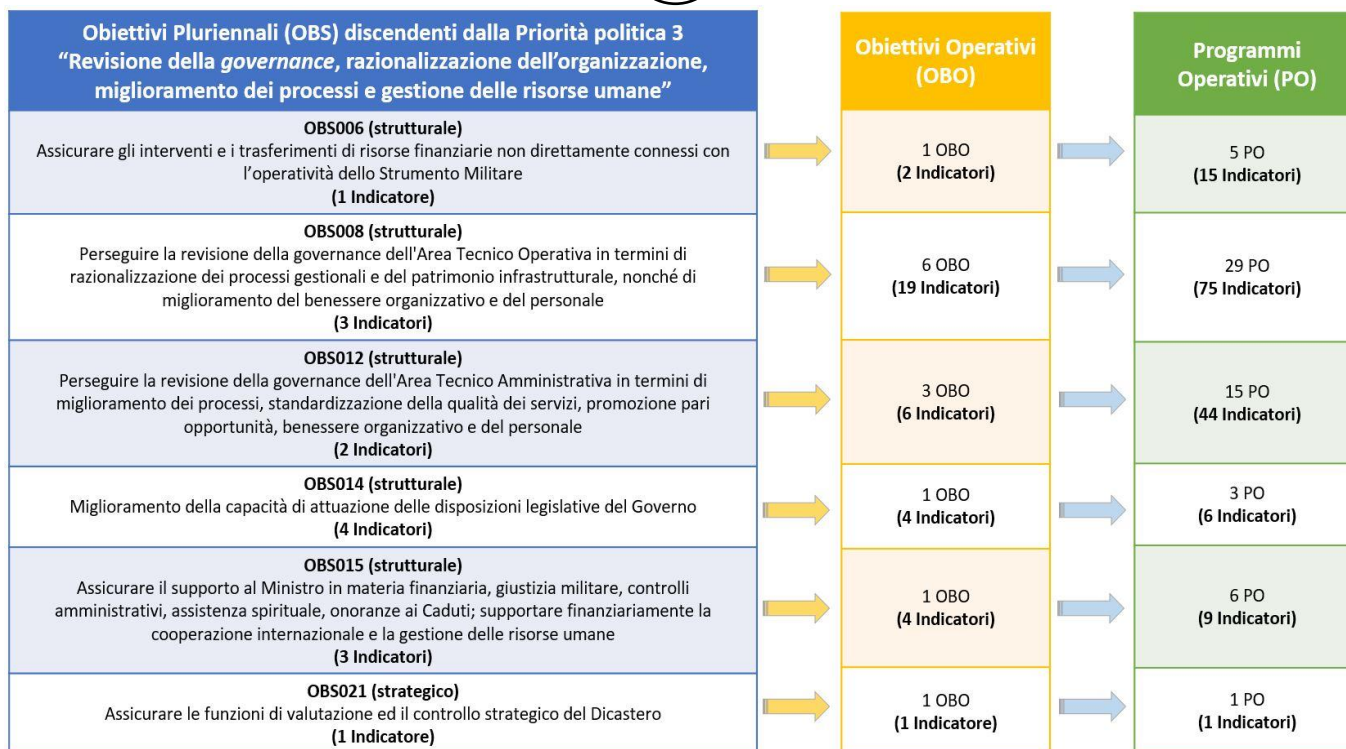 Obiettivi Pluriennali (OBS) discendenti dalla Priorità politica 3
“Revisione della governance, razionalizzazione dell’organizzazione,
miglioramento dei processi e gestione delle risorse umane”
Obiettivi Operativi
(OBO)
Programmi
Operativi (PO)
OBS006 (strutturale)
Assicurare gli interventi e i trasferimenti di risorse finanziarie non direttamente connessi con
l’operatività dello Strumento Militare
(1 Indicatore)
1 OBO
(2 Indicatori)
5 PO
(15 Indicatori)
OBS008 (strutturale)
Perseguire la revisione della governance dell'Area Tecnico Operativa in termini di
razionalizzazione dei processi gestionali e del patrimonio infrastrutturale, nonché di
miglioramento del benessere organizzativo e del personale
(3 Indicatori)
6 OBO
(19 Indicatori)
29 PO
(75 Indicatori)
OBS012 (strutturale)
Perseguire la revisione della governance dell'Area Tecnico Amministrativa in termini di
miglioramento dei processi, standardizzazione della qualità dei servizi, promozione pari
opportunità, benessere organizzativo e del personale
(2 Indicatori)
3 OBO
(6 Indicatori)
15 PO
(44 Indicatori)
OBS014 (strutturale)
Miglioramento della capacità di attuazione delle disposizioni legislative del Governo
(4 Indicatori)
1 OBO
(4 Indicatori)
3 PO
(6 Indicatori)
OBS015 (strutturale)
Assicurare il supporto al Ministro in materia finanziaria, giustizia militare, controlli
amministrativi, assistenza spirituale, onoranze ai Caduti; supportare finanziariamente la
cooperazione internazionale e la gestione delle risorse umane
(3 Indicatori)
1 OBO
(4 Indicatori)
6 PO
(9 Indicatori)
OBS021 (strategico)
Assicurare le funzioni di valutazione ed il controllo strategico del Dicastero
(1 Indicatore)
1 OBO
(1 Indicatore)
1 PO
(1 Indicatori)